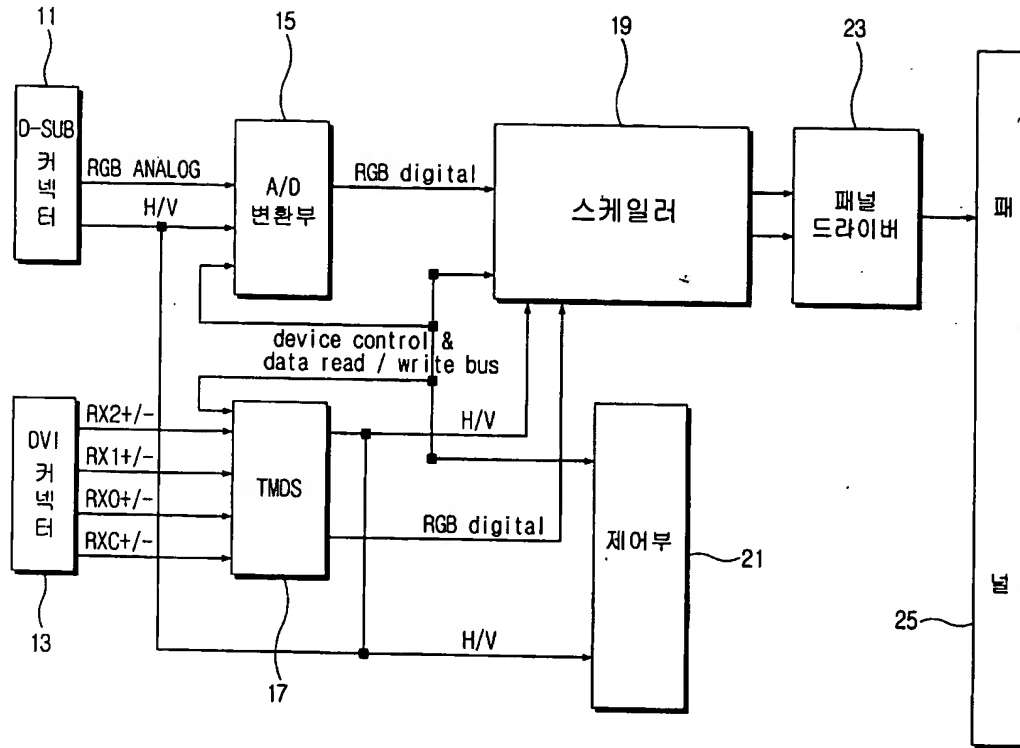 11
15
19
23
D-SUB
커넥터
RGB ANALOG
H/V
A/D
변환부
RGB digital
스케일러
패널
드라이버
패널
device control &
data read / write bus
DVI
커넥터
RX2+/-
RX1+/-
RX0+/-
RXC+/-
TMDS
H/V
RGB digital
제어부
21
25
13
17
H/V